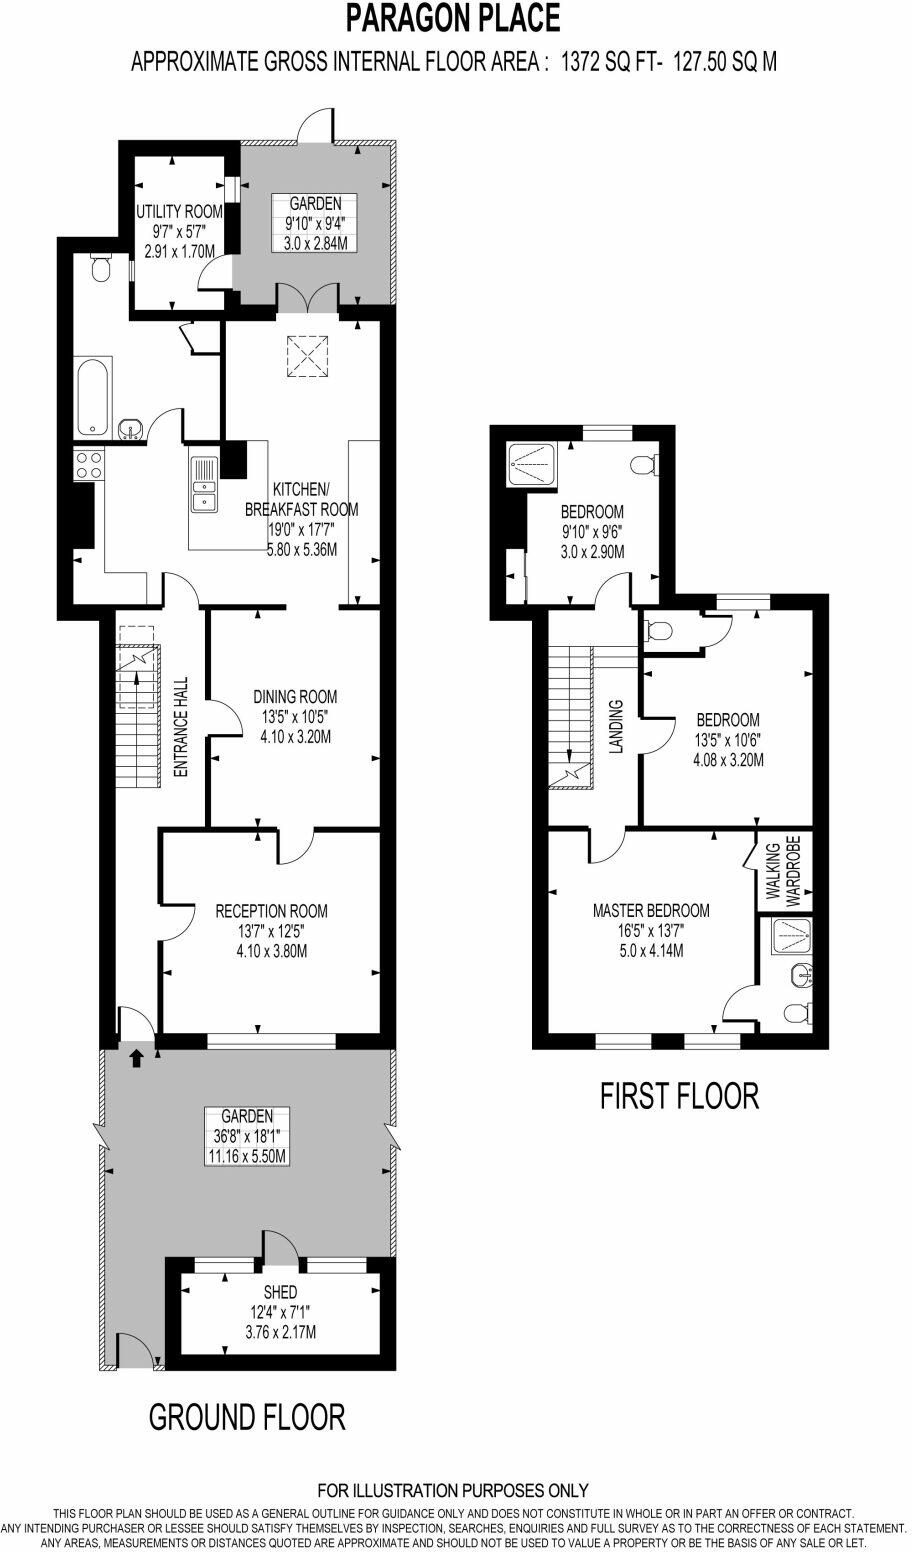 PARAGON PLACE
APPROXIMATE GROSS INTERNAL FLOOR AREA : 1372 SQ FT- 127.50 SQ M
UTILITY ROOM
9'7" x 5'7"
2.91 x 1.70M
GARDEN
9'10" x 9'4"
3.0 x 2.84M
KITCHEN/
BREAKFAST ROOM
19'0" x 17'7"
5.80 x 5.36M
DINING ROOM
13'5" x 10'5"
4.10 x 3.20M
ENTRANCE HALL
RECEPTION ROOM
13'7" x 12'5"
4.10 x 3.80M
GARDEN
36'8" x 18'1"
11.16 x 5.50M
SHED
12'4" x 7'1"
3.76 x 2.17M
GROUND FLOOR
BEDROOM
9'10" x 9'6"
3.0 x 2.90M
LANDING
BEDROOM
13'5" x 10'6"
4.08 x 3.20M
MASTER BEDROOM
16'5" x 13'7"
5.0 x 4.14M
WALKING
WARDROBE
FIRST FLOOR
FOR ILLUSTRATION PURPOSES ONLY
THIS FLOOR PLAN SHOULD BE USED AS A GENERAL OUTLINE FOR GUIDANCE ONLY AND DOES NOT CONSTITUTE IN WHOLE OR IN PART AN OFFER OR CONTRACT.
ANY INTENDING PURCHASER OR LESSEE SHOULD SATISFY THEMSELVES BY INSPECTION, SEARCHES, ENQUIRIES AND FULL SURVEY AS TO THE CORRECTNESS OF EACH STATEMENT.
ANY AREAS, MEASUREMENTS OR DISTANCES QUOTED ARE APPROXIMATE AND SHOULD NOT BE USED TO VALUE A PROPERTY OR BE THE BASIS OF ANY SALE OR LET.